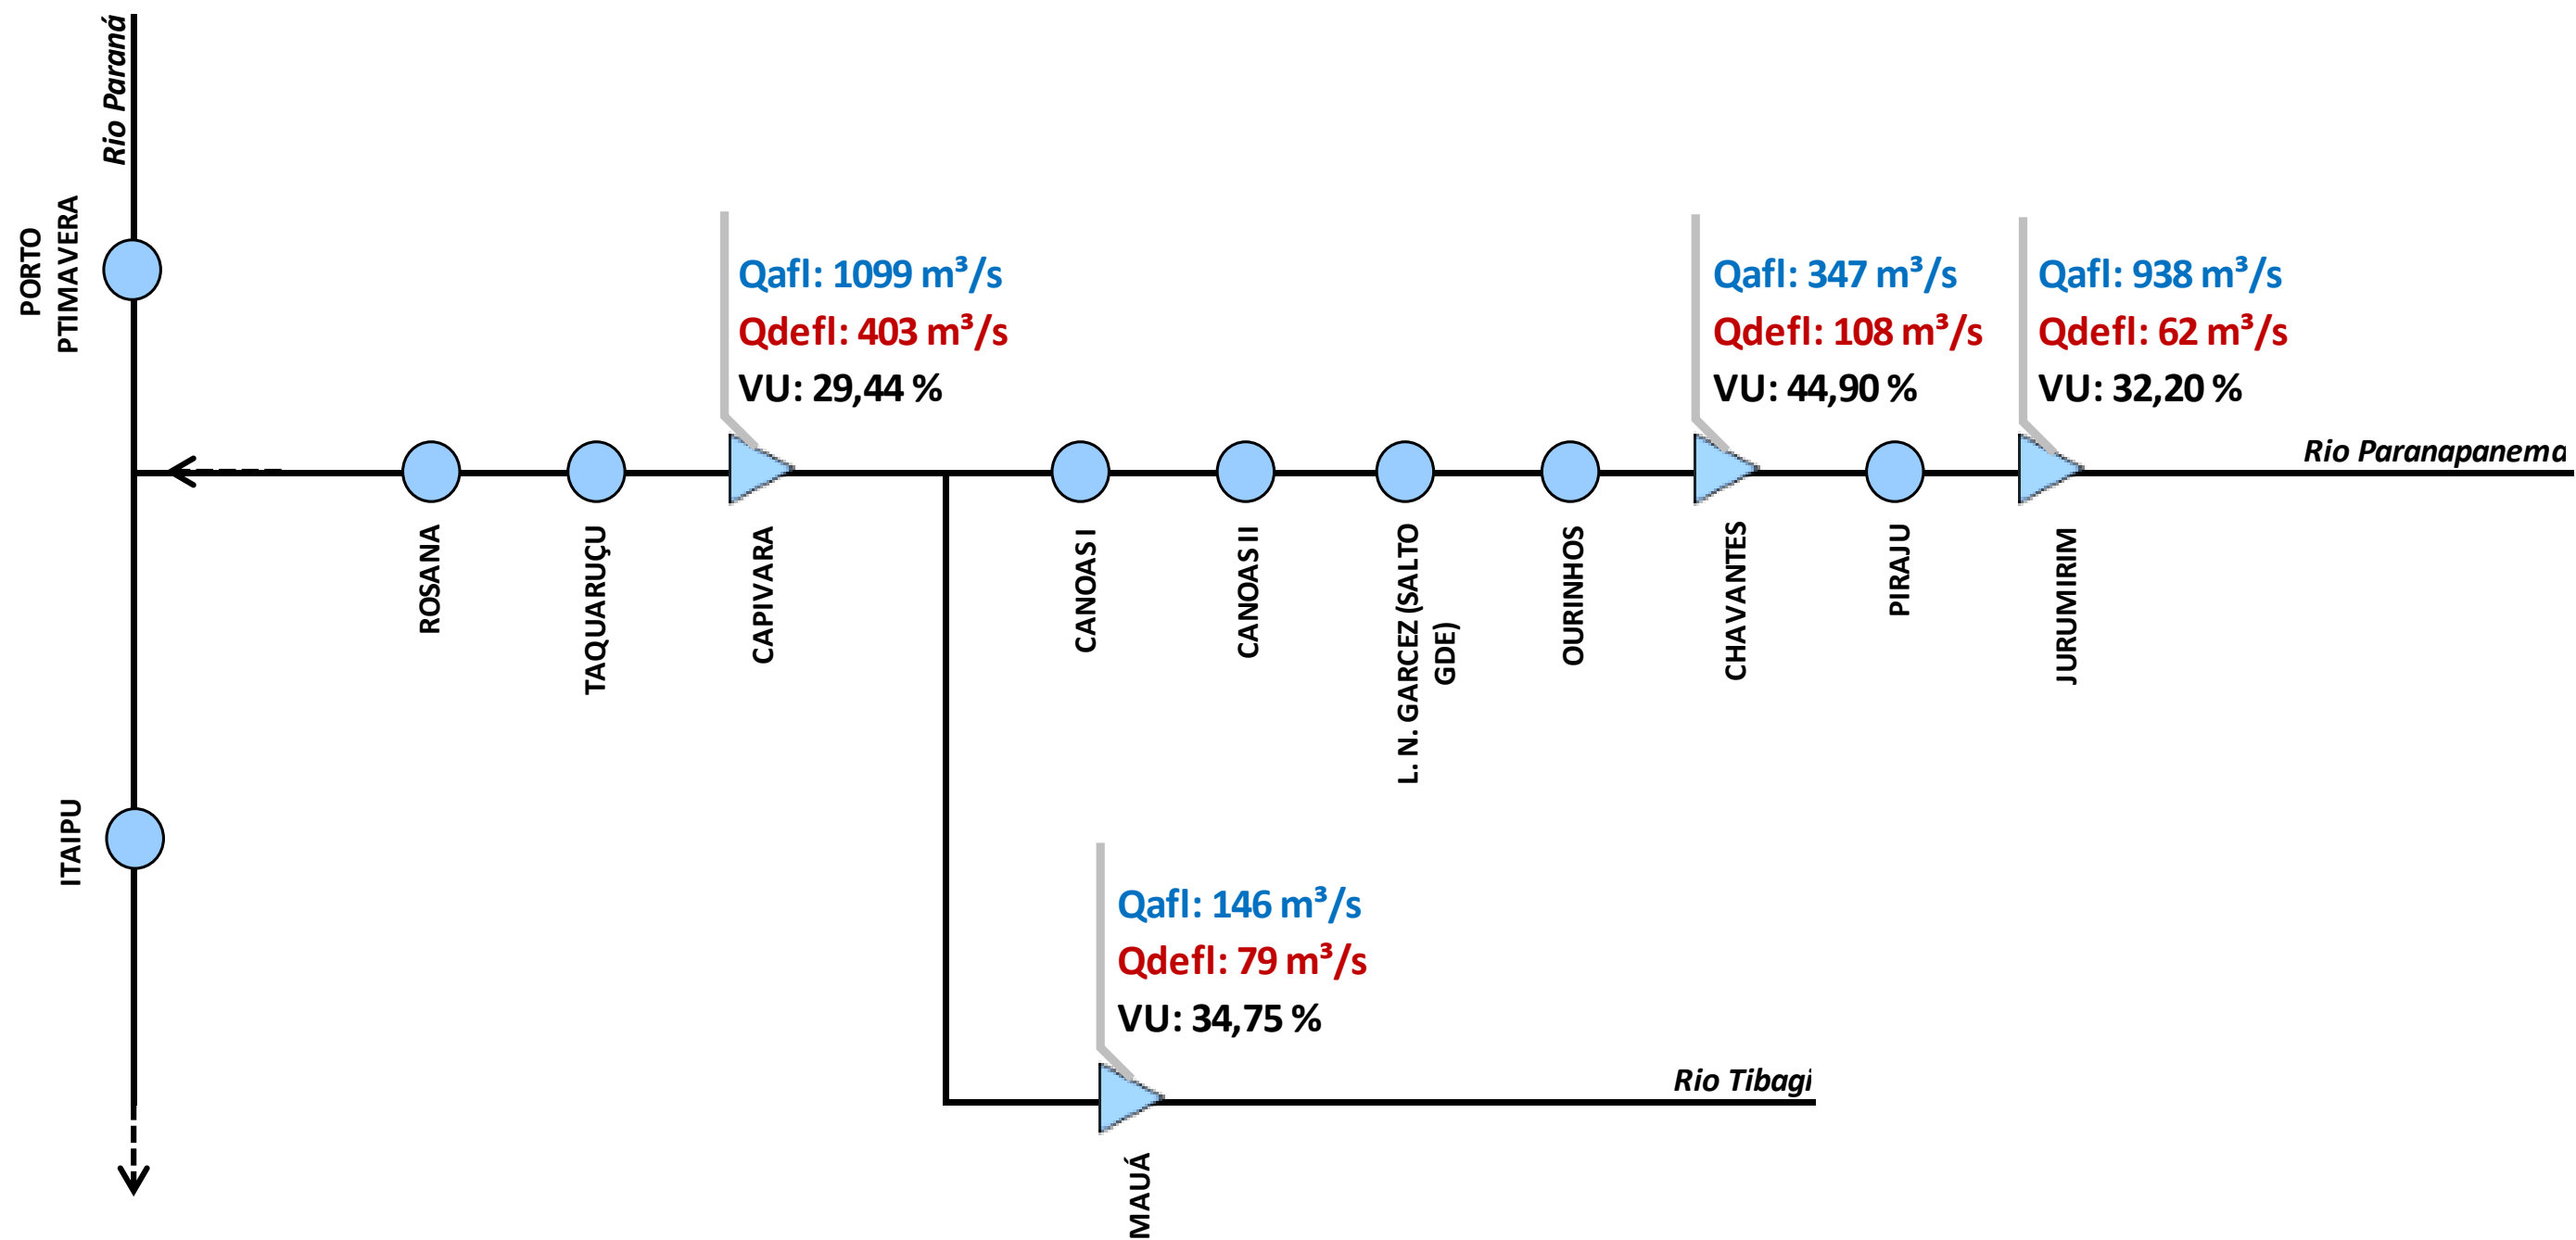 Rio Paraná
PORTO
PTIMAVERA
Qafl: 1099 m³/s
Qdefl: 403 m³/s
VU: 29,44 %
Qafl: 347 m³/s
Qdefl: 108 m³/s
VU: 44,90 %
Qafl: 938 m³/s
Qdefl: 62 m³/s
VU: 32,20 %
Rio Paranapanema
ROSANA
TAQUARUÇU
CAPIVARA
CANOAS I
CANOAS II
L. N. GARCEZ (SALTO
GDE)
OURINHOS
CHAVANTES
PIRAJU
JURUMIRIM
ITAIPU
Qafl: 146 m³/s
Qdefl: 79 m³/s
VU: 34,75 %
Rio Tibagi
MAUÁ